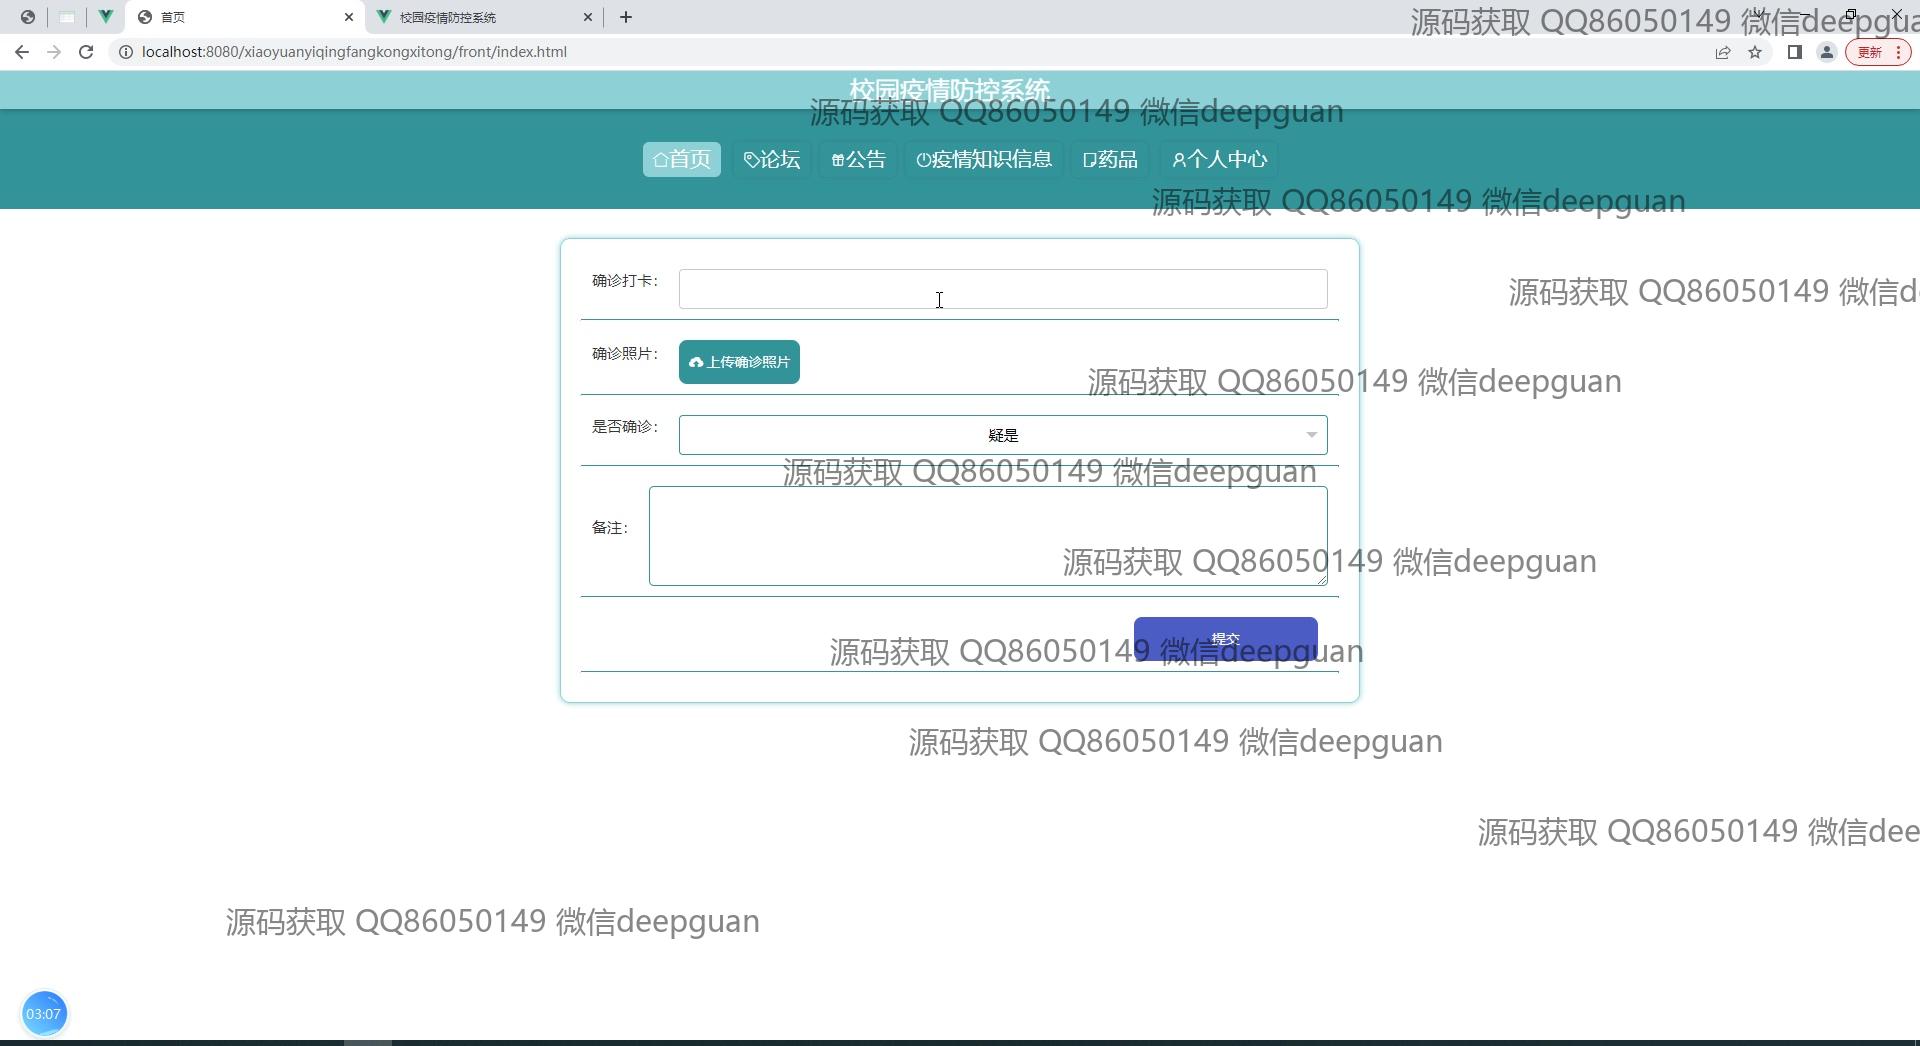 首页
校园疫情防控系统
源码获取 QQ86050149 微信deepgua
localhost:8080/xiaoyuanyiqingfangkongxitong/front/index.html
更新
校园疫情防控系统
源码获取 QQ86050149 微信deepguan
首页 论坛 公告 疫情知识信息 药品 个人中心
源码获取 QQ86050149 微信deepguan
确诊打卡：
源码获取 QQ86050149 微信d
确诊照片： 上传确诊照片
源码获取 QQ86050149 微信deepguan
是否确诊： 疑是
源码获取 QQ86050149 微信deepguan
备注：
源码获取 QQ86050149 微信deepguan
提交
源码获取 QQ86050149 微信deepguan
源码获取 QQ86050149 微信deepguan
源码获取 QQ86050149 微信dee
源码获取 QQ86050149 微信deepguan
03:07